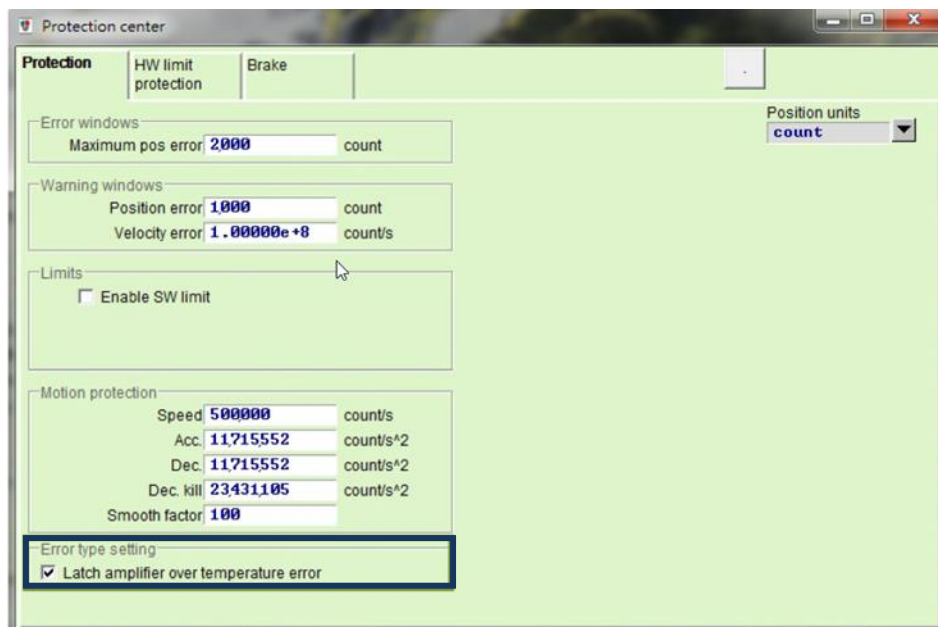 Protection center
Protection
HW limit
protection
Brake
.
Position units
count
Error windows
Maximum pos error 2,000 count
Warning windows
Position error 1,000 count
Velocity error 1.00000e+8 count/s
Limits
Enable SW limit
Motion protection
Speed 500,000 count/s
Acc. 11,715,552 count/s^2
Dec. 11,715,552 count/s^2
Dec. kill 23,431,105 count/s^2
Smooth factor 100
Error type setting
Latch amplifier over temperature error